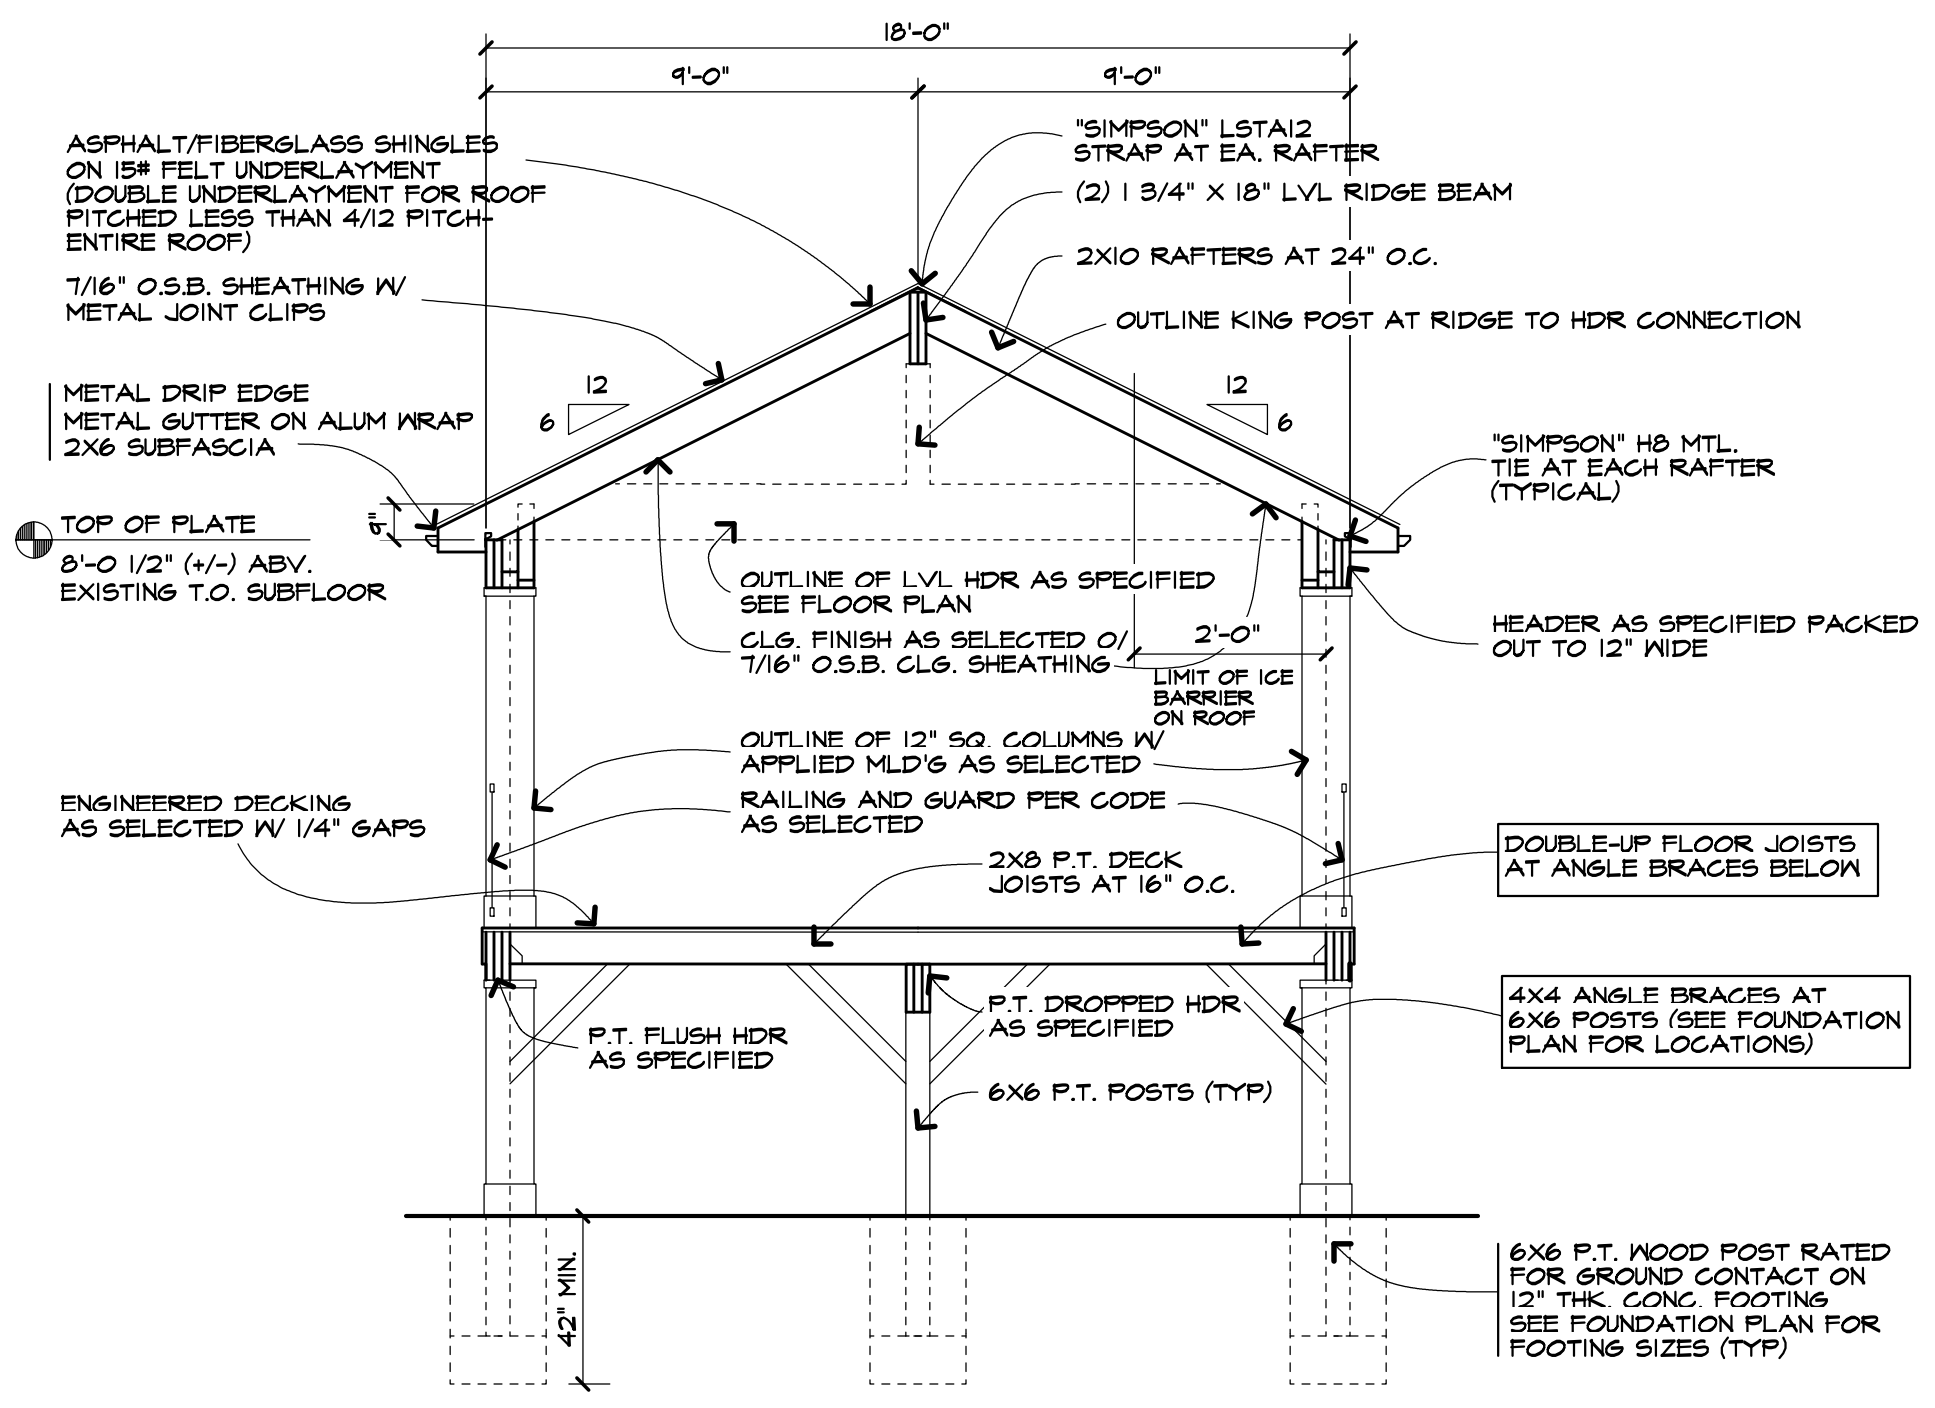 18'-0"
9'-0"
9'-0"
ASPHALT/FIBERGLASS SHINGLES
ON 15# FELT UNDERLAYMENT
(DOUBLE UNDERLAYMENT FOR ROOF
PITCHED LESS THAN 4/12 PITCH-
ENTIRE ROOF)
7/16" O.S.B. SHEATHING W/
METAL JOINT CLIPS
METAL DRIP EDGE
METAL GUTTER ON ALUM WRAP
2X6 SUBFASCIA
9"
TOP OF PLATE
8'-0 1/2" (+/-) ABV.
EXISTING T.O. SUBFLOOR
12
6
"SIMPSON" LSTA12
STRAP AT EA. RAFTER
(2) 1 3/4" X 18" LVL RIDGE BEAM
2X10 RAFTERS AT 24" O.C.
OUTLINE KING POST AT RIDGE TO HDR CONNECTION
12
6
"SIMPSON" H8 MTL.
TIE AT EACH RAFTER
(TYPICAL)
OUTLINE OF LVL HDR AS SPECIFIED
SEE FLOOR PLAN
CLG. FINISH AS SELECTED O/
7/16" O.S.B. CLG. SHEATHING
2'-0"
LIMIT OF ICE
BARRIER
ON ROOF
HEADER AS SPECIFIED PACKED
OUT TO 12" WIDE
OUTLINE OF 12" SQ. COLUMNS W/
APPLIED MLD'G AS SELECTED
RAILING AND GUARD PER CODE
AS SELECTED
ENGINEERED DECKING
AS SELECTED W/ 1/4" GAPS
2X8 P.T. DECK
JOISTS AT 16" O.C.
DOUBLE-UP FLOOR JOISTS
AT ANGLE BRACES BELOW
P.T. FLUSH HDR
AS SPECIFIED
P.T. DROPPED HDR
AS SPECIFIED
4X4 ANGLE BRACES AT
6X6 POSTS (SEE FOUNDATION
PLAN FOR LOCATIONS)
6X6 P.T. POSTS (TYP)
42" MIN.
6X6 P.T. WOOD POST RATED
FOR GROUND CONTACT ON
12" THK. CONC. FOOTING
SEE FOUNDATION PLAN FOR
FOOTING SIZES (TYP)